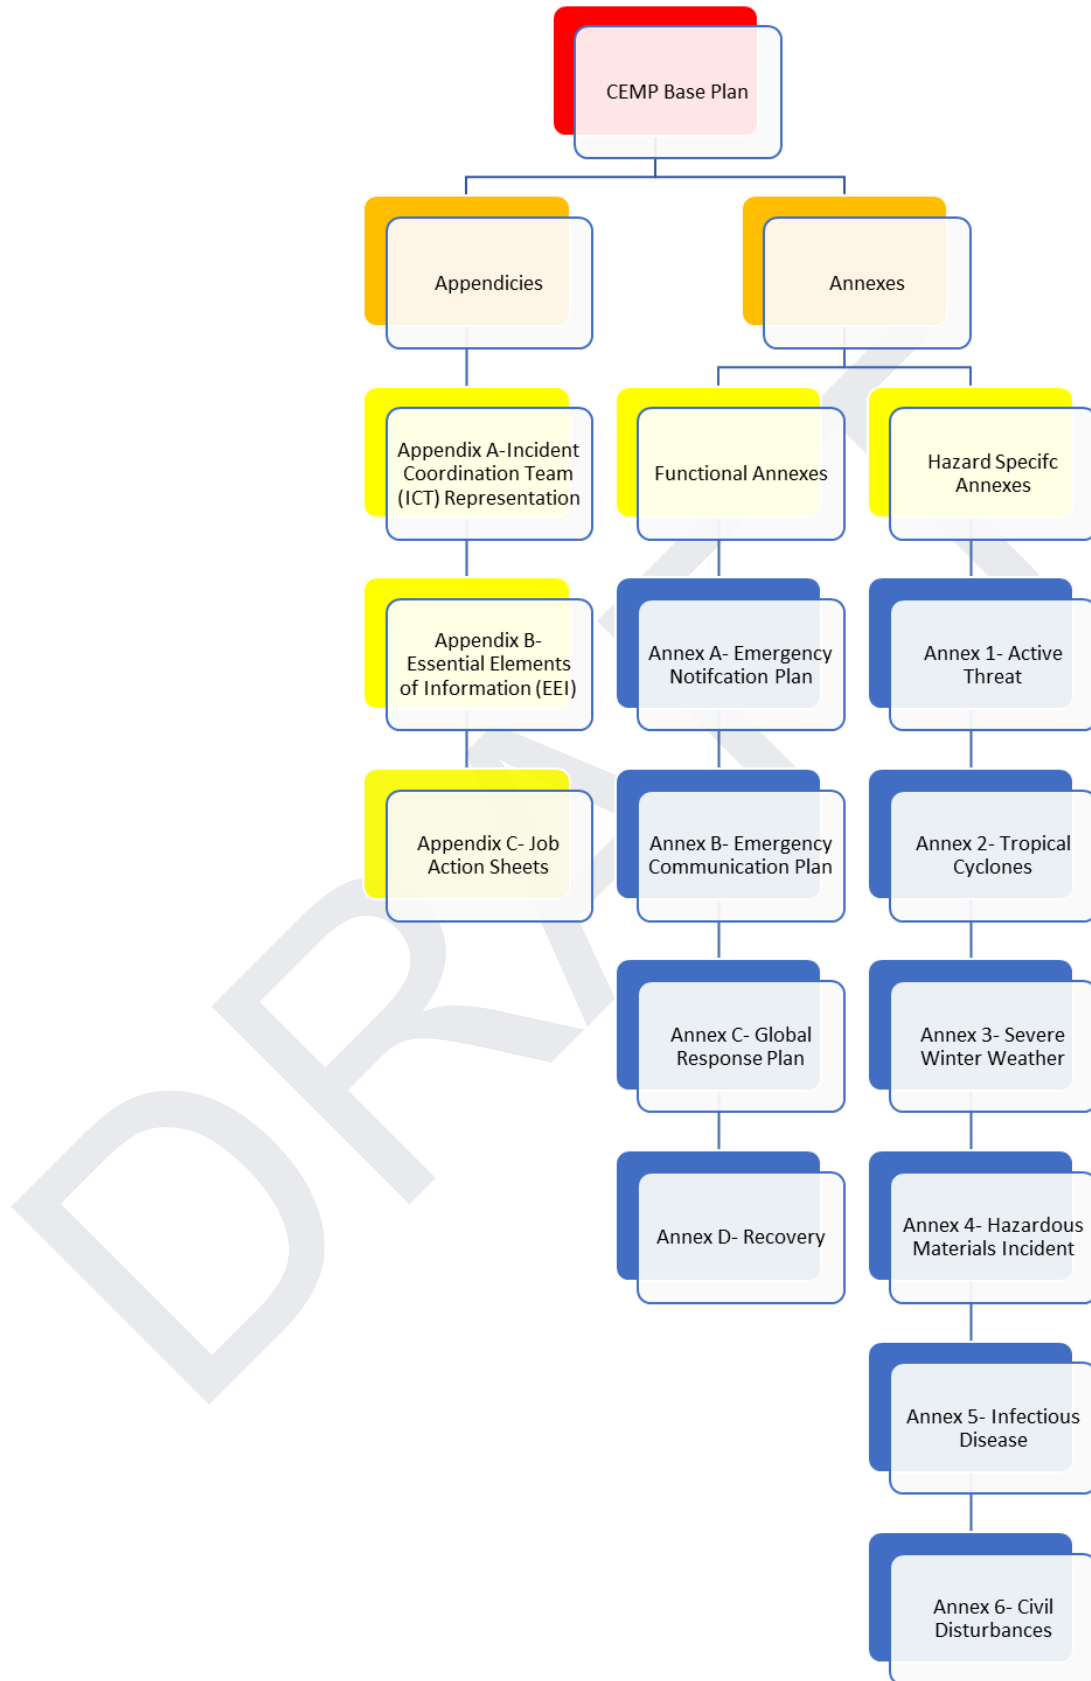 CEMP Base Plan
Appendicies
Annexes
Appendix A-Incident
Coordination Team
(ICT) Representation
Functional Annexes
Hazard Specifc
Annexes
Appendix B-
Essential Elements
of Information (EEI)
Annex A- Emergency
Notifcation Plan
Annex 1- Active
Threat
Appendix C- Job
Action Sheets
Annex B- Emergency
Communication Plan
Annex 2- Tropical
Cyclones
Annex C- Global
Response Plan
Annex 3- Severe
Winter Weather
Annex D- Recovery
Annex 4- Hazardous
Materials Incident
Annex 5- Infectious
Disease
Annex 6- Civil
Disturbances
DRAFT